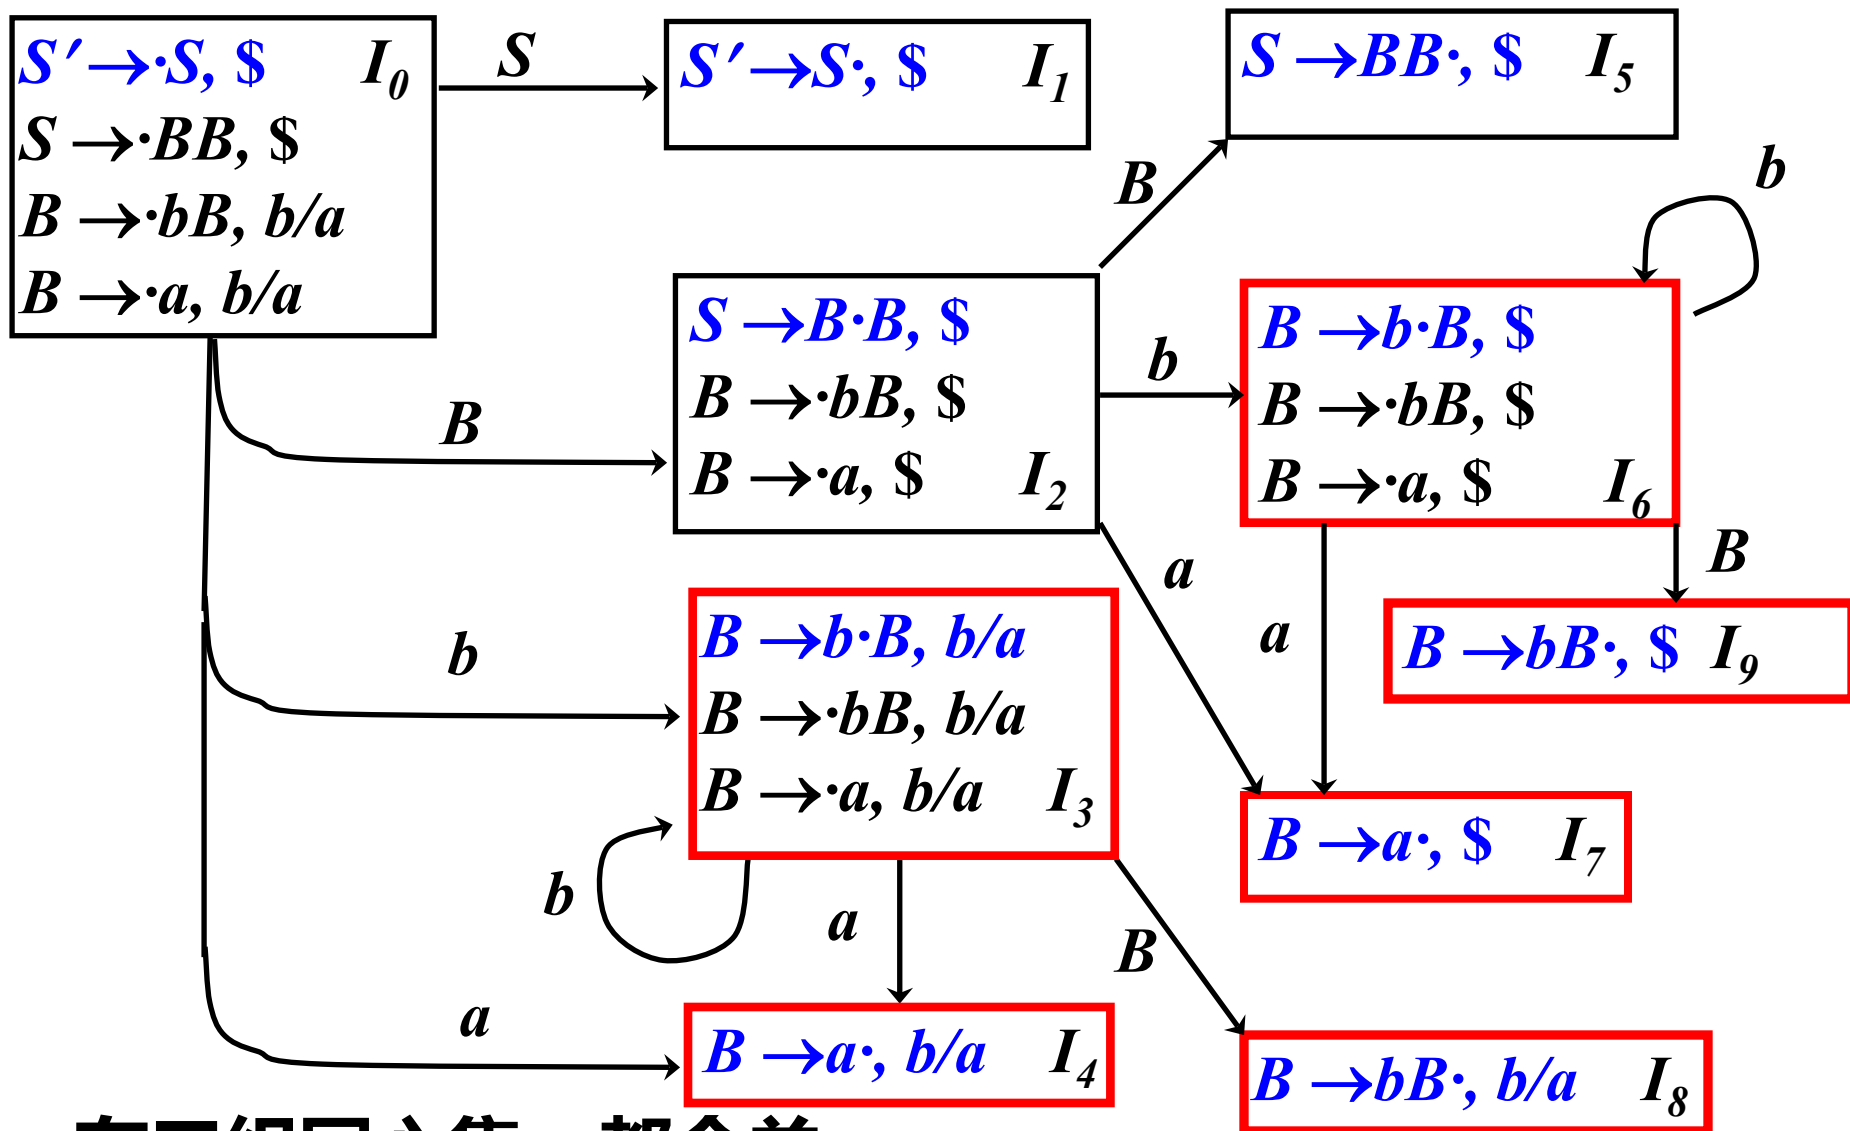 S′→·S, $ I0
S →·BB, $
B →·bB, b/a
B →·a, b/a
S
S′→S·, $ I1
S →BB·, $ I5
B
b
B
S →B·B, $
B →·bB, $
B →·a, $ I2
b
B →b·B, $
B →·bB, $
B →·a, $ I6
a
a
B
B →bB·, $ I9
b
B →b·B, b/a
B →·bB, b/a
B →·a, b/a I3
B →a·, $ I7
b
a
B
a
B →a·, b/a I4
B →bB·, b/a I8